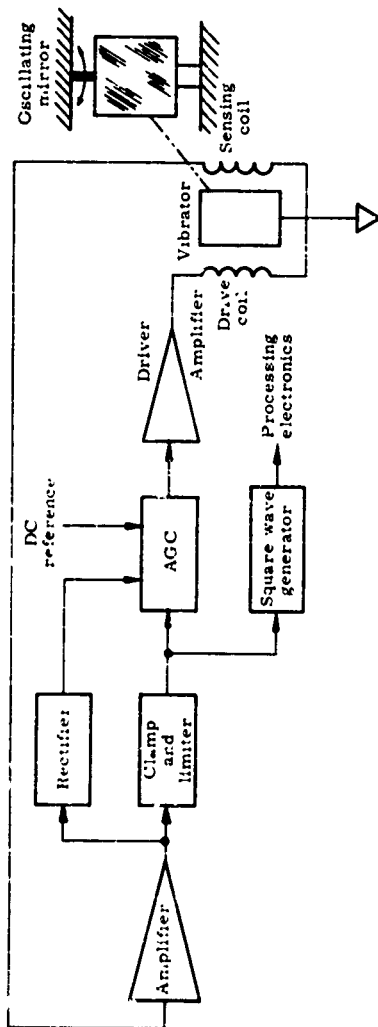 Oscillating
mirror
Sensing
coil
Vibrator
Drive
coil
Driver
Amplifier
DC
reference
AGC
Processing
electronics
Square wave
generator
Rectifier
Clamp
and
limiter
Amplifier